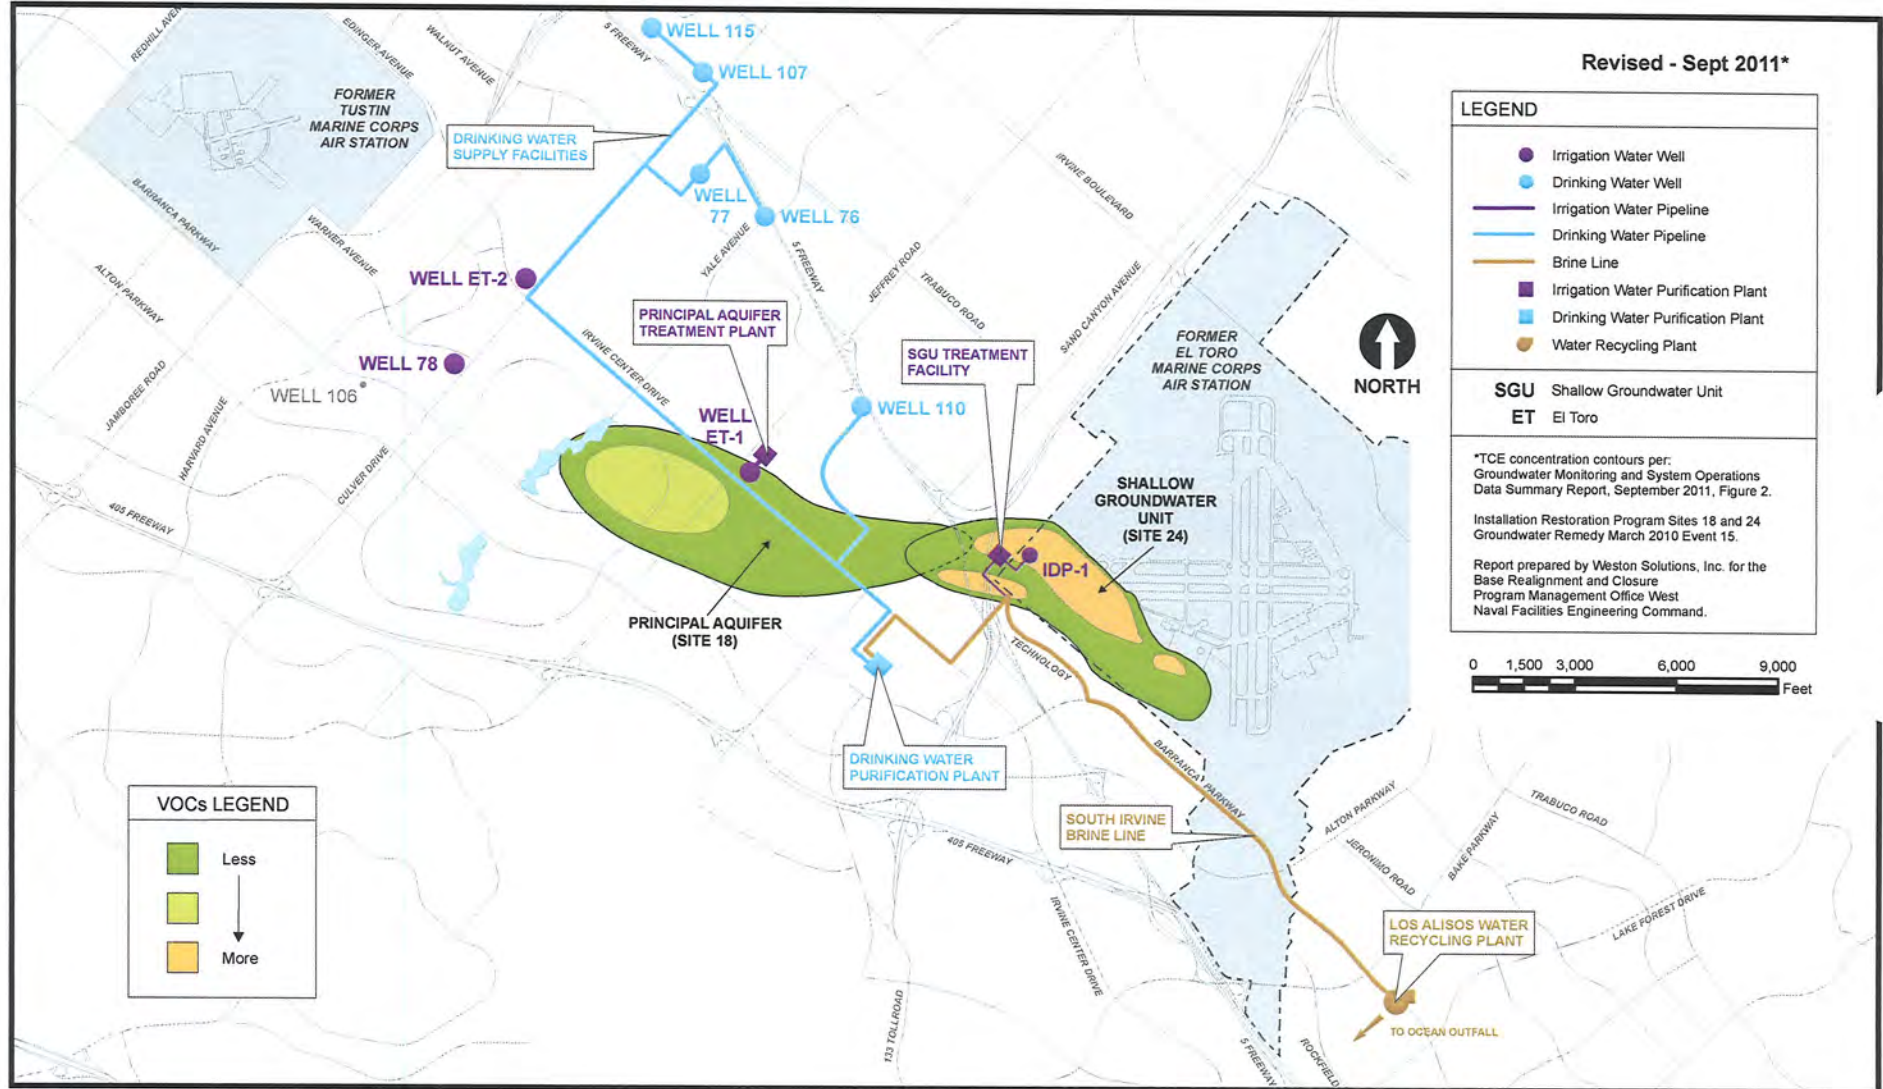 Revised - Sept 2011*
LEGEND
Irrigation Water Well
Drinking Water Well
Irrigation Water Pipeline
Drinking Water Pipeline
Brine Line
Irrigation Water Purification Plant
Drinking Water Purification Plant
Water Recycling Plant
SGU Shallow Groundwater Unit
ET El Toro
*TCE concentration contours per:
Groundwater Monitoring and System Operations
Data Summary Report, September 2011, Figure 2.
Installation Restoration Program Sites 18 and 24
Groundwater Remedy March 2010 Event 15.
Report prepared by Weston Solutions, Inc. for the
Base Realignment and Closure
Program Management Office West
Naval Facilities Engineering Command.
0 1,500 3,000 6,000 9,000
Feet
NORTH
REDHILL AVENUE
EDINGER AVENUE
WALNUT AVENUE
5 FREEWAY
WELL 115
WELL 107
FORMER
TUSTIN
MARINE CORPS
AIR STATION
DRINKING WATER
SUPPLY FACILITIES
WELL
77
WELL 76
IRVINE BOULEVARD
BARRANCA PARKWAY
WARNER AVENUE
ALTON PARKWAY
YALE AVENUE
5 FREEWAY
JEFFREY ROAD
TRABUCO ROAD
SAND CANYON AVENUE
WELL ET-2
PRINCIPAL AQUIFER
TREATMENT PLANT
IRVINE CENTER DRIVE
SGU TREATMENT
FACILITY
FORMER
EL TORO
MARINE CORPS
AIR STATION
WELL 78
WELL 106
JAMBOREE ROAD
HARVARD AVENUE
CULVER DRIVE
WELL
ET-1
WELL 110
SHALLOW
GROUNDWATER
UNIT
(SITE 24)
405 FREEWAY
IDP-1
PRINCIPAL AQUIFER
(SITE 18)
TECHNOLOGY
DRINKING WATER
PURIFICATION PLANT
BARRANCA PARKWAY
VOCs LEGEND
Less
More
SOUTH IRVINE
BRINE LINE
405 FREEWAY
ALTON PARKWAY
TRABUCO ROAD
JERONIMO ROAD
BAKE PARKWAY
IRVINE CENTER DRIVE
LOS ALISOS WATER
RECYCLING PLANT
LAKE FOREST DRIVE
133 TOLLROAD
TO OCEAN OUTFALL
5 FREEWAY
ROCKFIELD